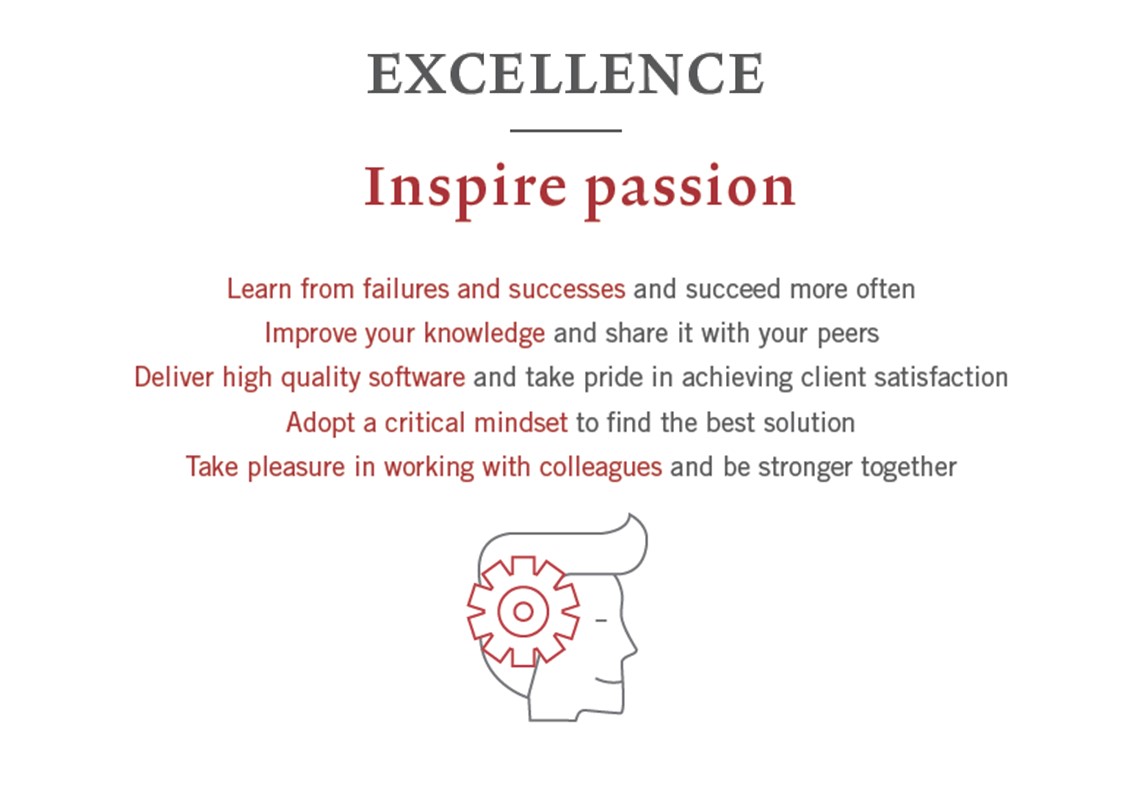 EXCELLENCE
Inspire passion
Learn from failures and successes and succeed more often
Improve your knowledge and share it with your peers
Deliver high quality software and take pride in achieving client satisfaction
Adopt a critical mindset to find the best solution
Take pleasure in working with colleagues and be stronger together